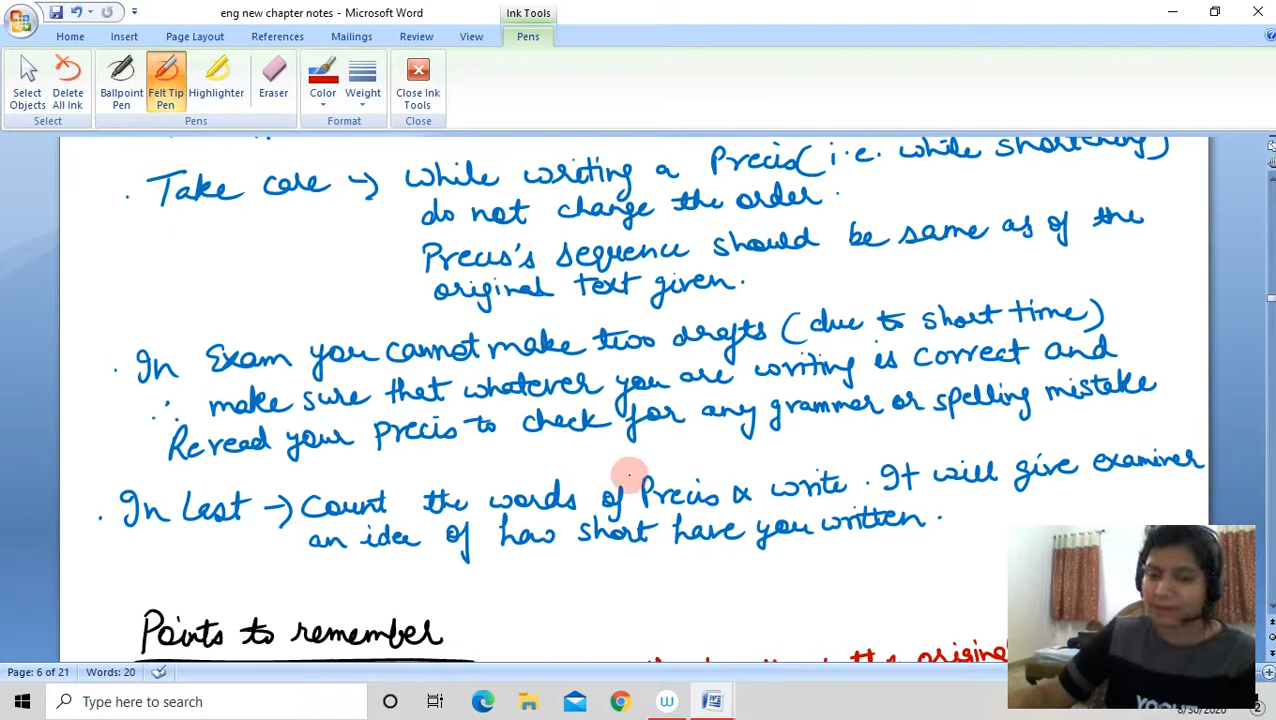 eng new chapter notes - Microsoft Word
Ink Tools
Home Insert Page Layout References Mailings Review View Pens
Select Objects
Delete All Ink
Ballpoint Pen
Felt Tip Pen
Highlighter
Eraser
Color
Weight
Close Ink Tools
Select Pens Format Close
. Take care → while writing a Precis (i.e. while shortening)
do not change the order.
Precis's sequence should be same as of the
original text given.
. In Exam you cannot make two drafts (due to short time)
∴ make sure that whatever you are writing is correct and
Reread your precis to check for any grammar or spelling mistake
. In Last → Count the words of Precis & write. It will give examiner
an idea of how short have you written.
Points to remember
the original
Page: 6 of 21 Words: 20
Type here to search
8/30/2020